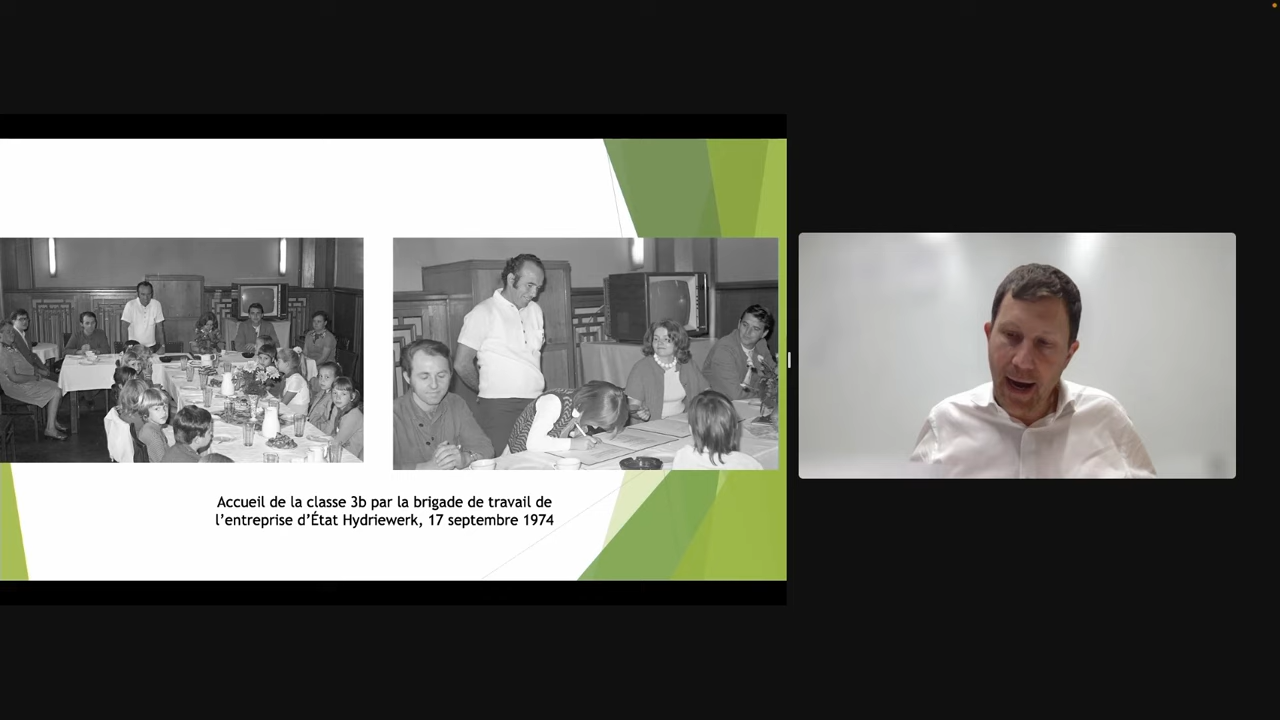 Accueil de la classe 3b par la brigade de travail de
l’entreprise d’État Hydriewerk, 17 septembre 1974